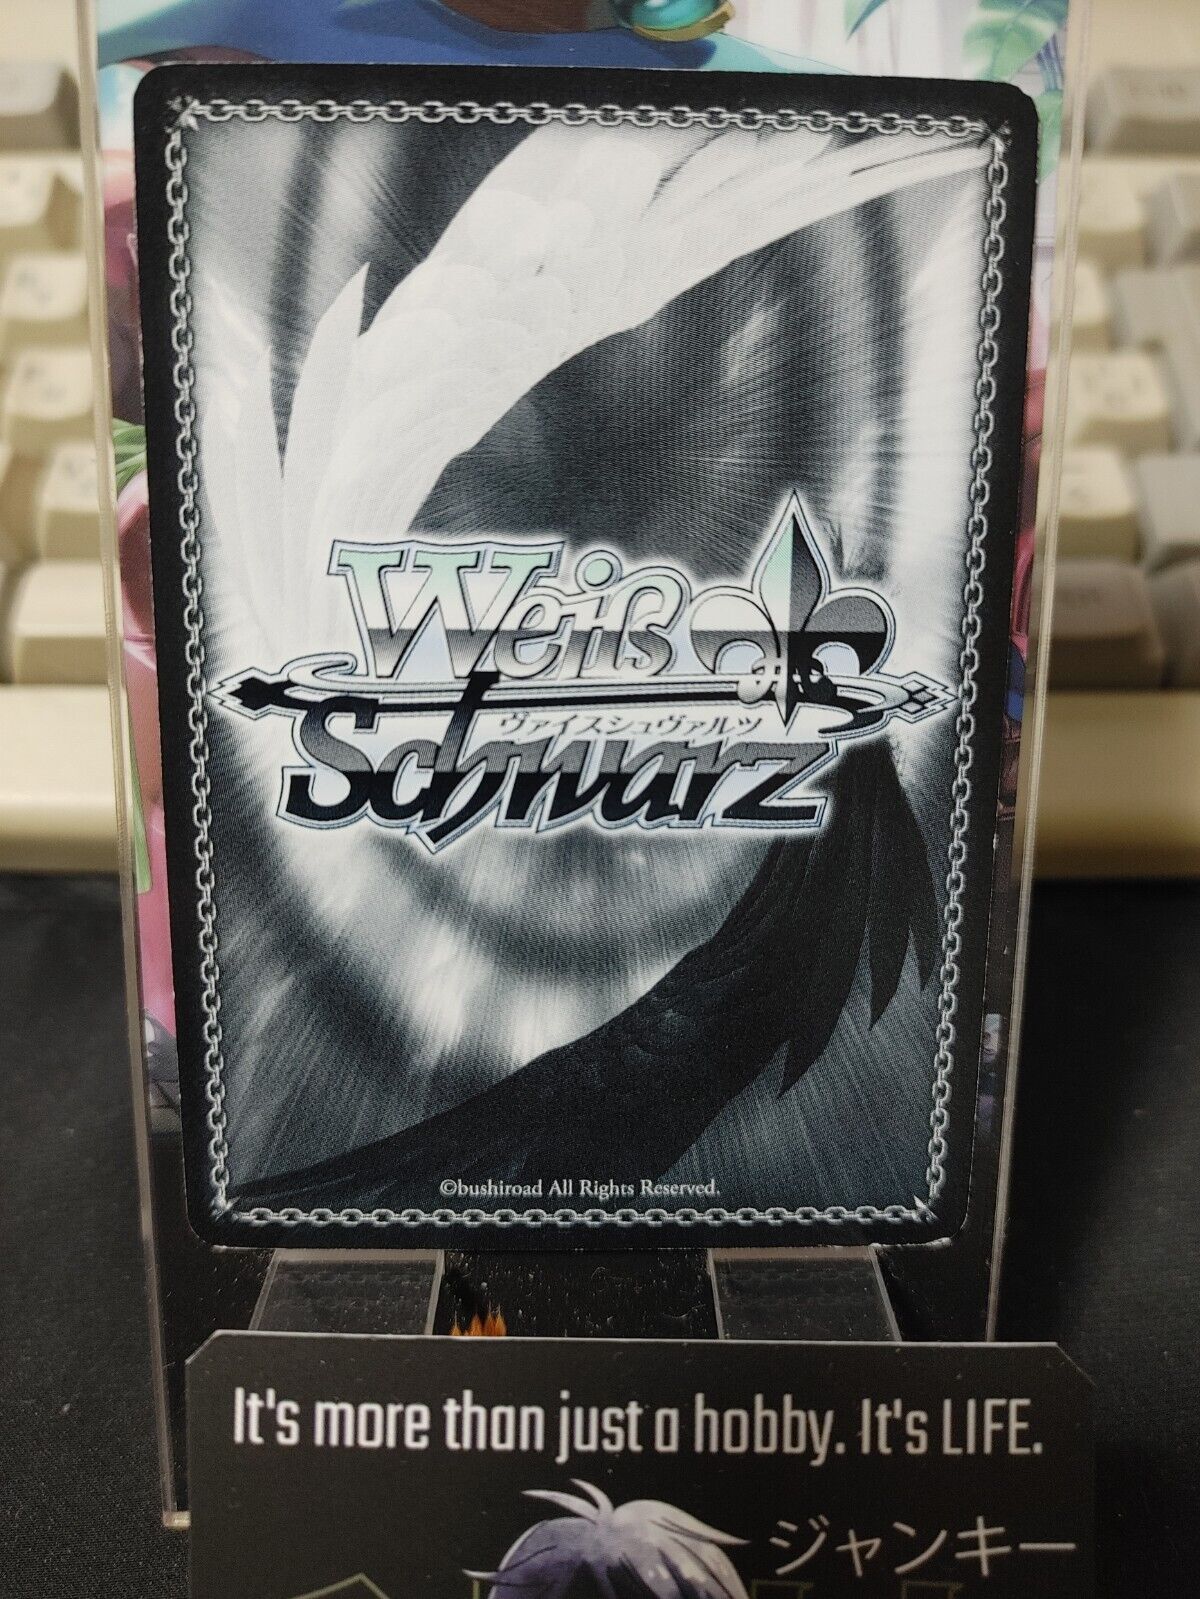 Weiß
Schwarz
ヴァイスシュヴァルツ
©bushiroad All Rights Reserved.
It's more than just a hobby. It's LIFE.
ジャンキー